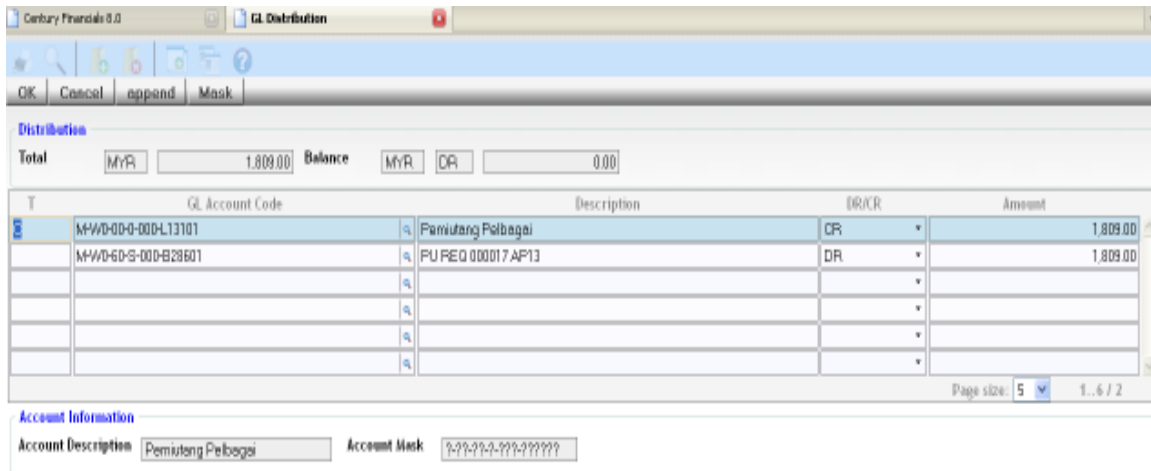 Century Financials 8.0 GL Distribution
OK Cancel append Mask
Distribution
Total MYR 1,809.00 Balance MYR DR 0.00
T GL Account Code Description DR/CR Amount
C M-W0-00-0-000-L13101 Pemiutang Pelbagai CR 1,809.00
M-W0-60-S-000-B28601 PU REQ 000017 AP13 DR 1,809.00
Page size: 5 1..6 / 2
Account Information
Account Description Pemiutang Pelbagai Account Mask ?-??-??-?-???-??????